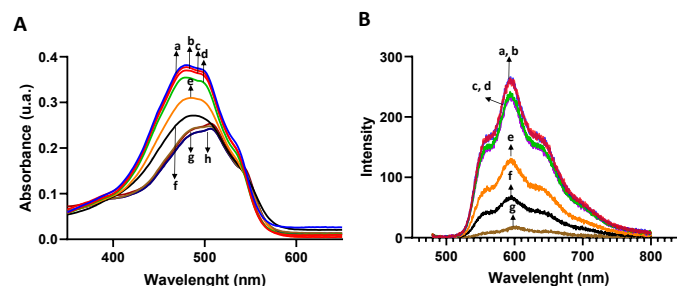 A
B
a
b
c
d
e
f
g
h
0.4
0.3
0.2
0.1
0.0
Absorbance (u.a.)
400
500
600
Wavelenght (nm)
a, b
c, d
e
f
g
300
200
100
0
Intensity
500
600
700
800
Wavelenght (nm)